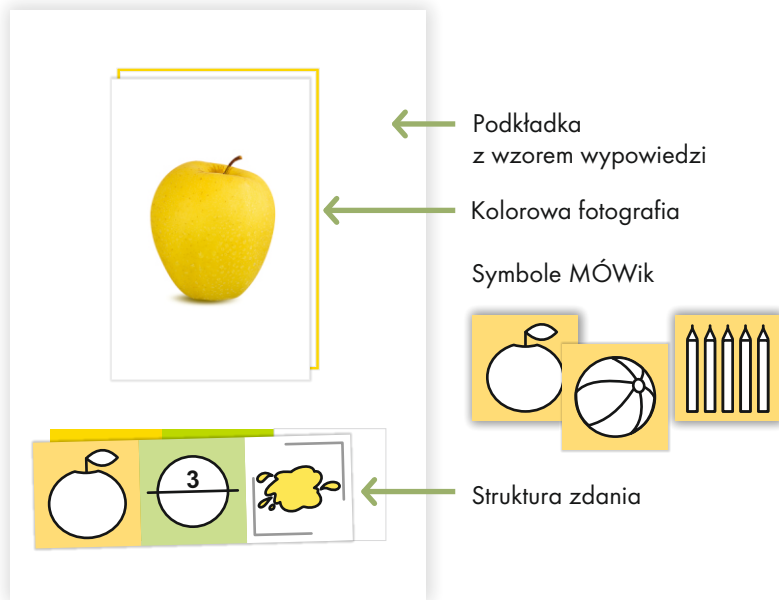 Podkładka
z wzorem wypowiedzi
Kolorowa fotografia
Symbole MÓWik
3
Struktura zdania